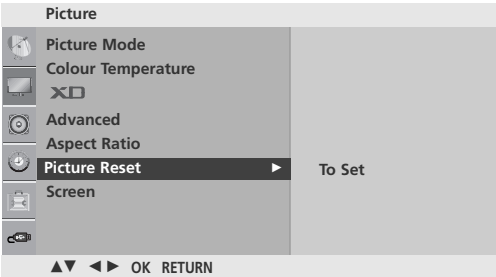 Picture
Picture Mode
Colour Temperature
XD
Advanced
Aspect Ratio
Picture Reset ▶ To Set
Screen
▲▼ ◀▶ OK RETURN